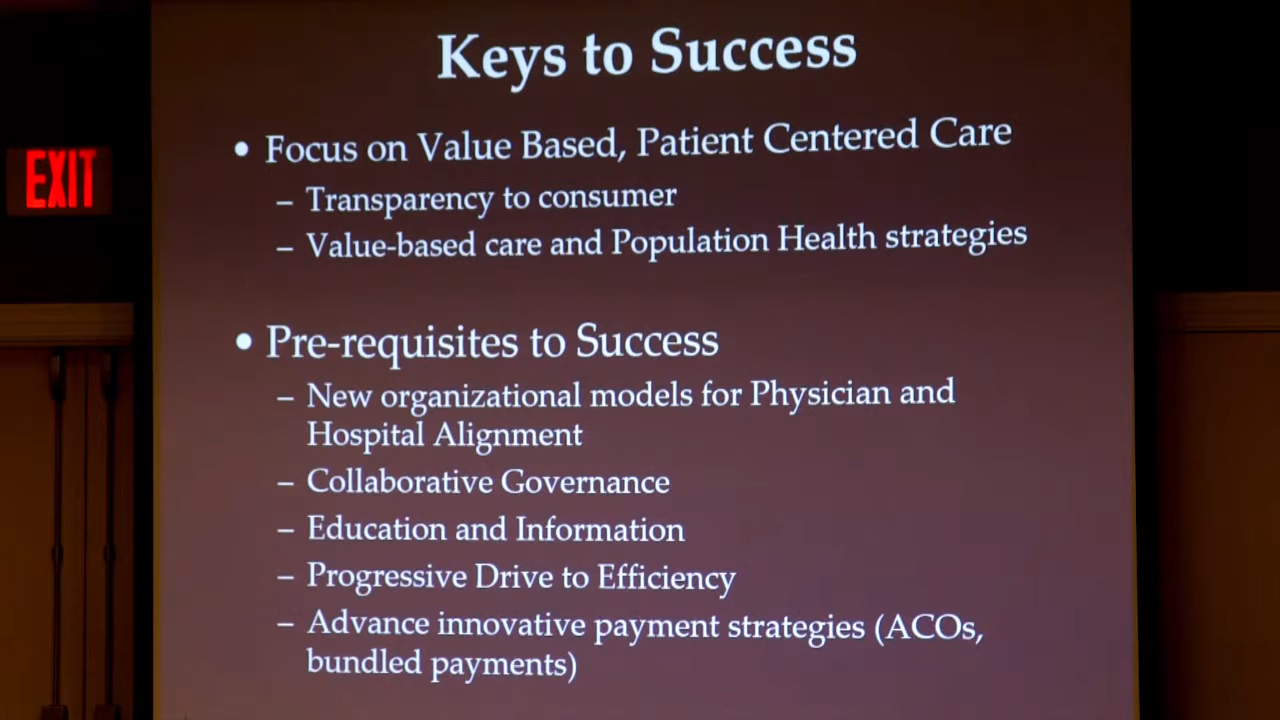 Keys to Success
EXIT
• Focus on Value Based, Patient Centered Care
– Transparency to consumer
– Value-based care and Population Health strategies
• Pre-requisites to Success
– New organizational models for Physician and
Hospital Alignment
– Collaborative Governance
– Education and Information
– Progressive Drive to Efficiency
– Advance innovative payment strategies (ACOs,
bundled payments)